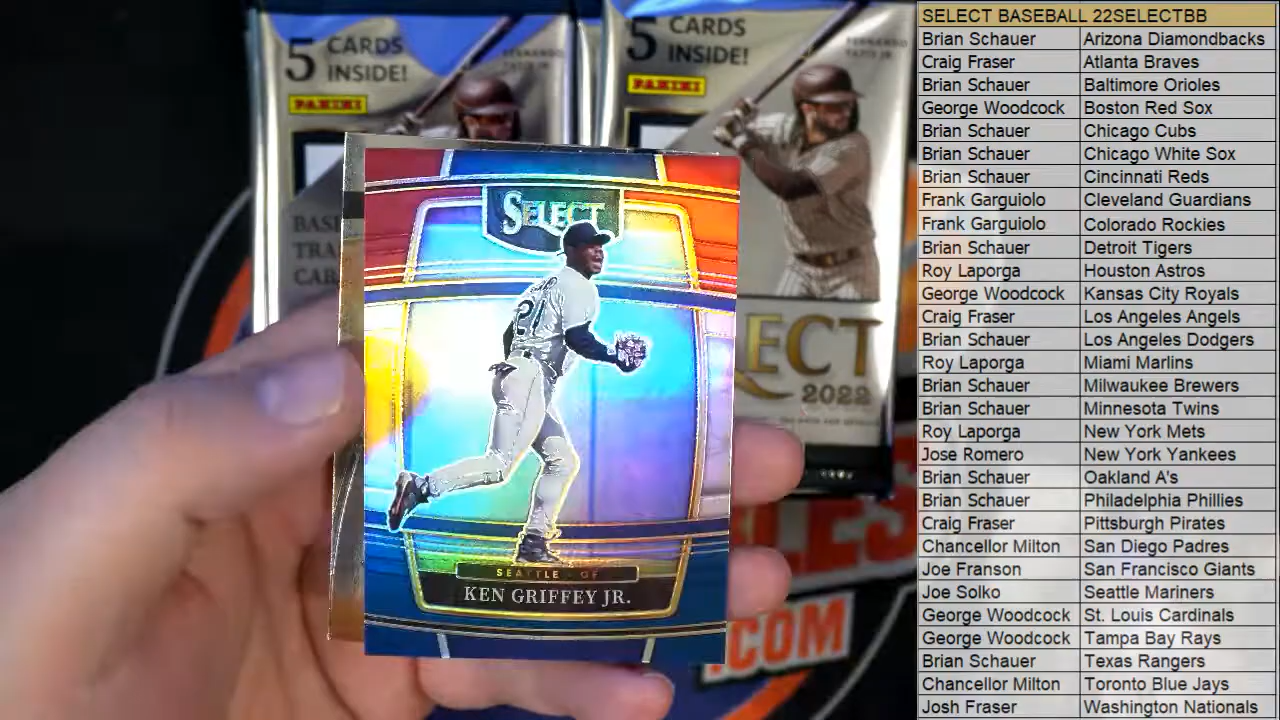 5 CARDS
INSIDE!
PANINI
5 CARDS
INSIDE!
PANINI
FERNANDO
TATIS JR
SELECT
21
SEATTLE - OF
KEN GRIFFEY JR.
ECT
2022
.COM
SELECT BASEBALL 22SELECTBB
Brian Schauer Arizona Diamondbacks
Craig Fraser Atlanta Braves
Brian Schauer Baltimore Orioles
George Woodcock Boston Red Sox
Brian Schauer Chicago Cubs
Brian Schauer Chicago White Sox
Brian Schauer Cincinnati Reds
Frank Garguiolo Cleveland Guardians
Frank Garguiolo Colorado Rockies
Brian Schauer Detroit Tigers
Roy Laporga Houston Astros
George Woodcock Kansas City Royals
Craig Fraser Los Angeles Angels
Brian Schauer Los Angeles Dodgers
Roy Laporga Miami Marlins
Brian Schauer Milwaukee Brewers
Brian Schauer Minnesota Twins
Roy Laporga New York Mets
Jose Romero New York Yankees
Brian Schauer Oakland A's
Brian Schauer Philadelphia Phillies
Craig Fraser Pittsburgh Pirates
Chancellor Milton San Diego Padres
Joe Franson San Francisco Giants
Joe Solko Seattle Mariners
George Woodcock St. Louis Cardinals
George Woodcock Tampa Bay Rays
Brian Schauer Texas Rangers
Chancellor Milton Toronto Blue Jays
Josh Fraser Washington Nationals